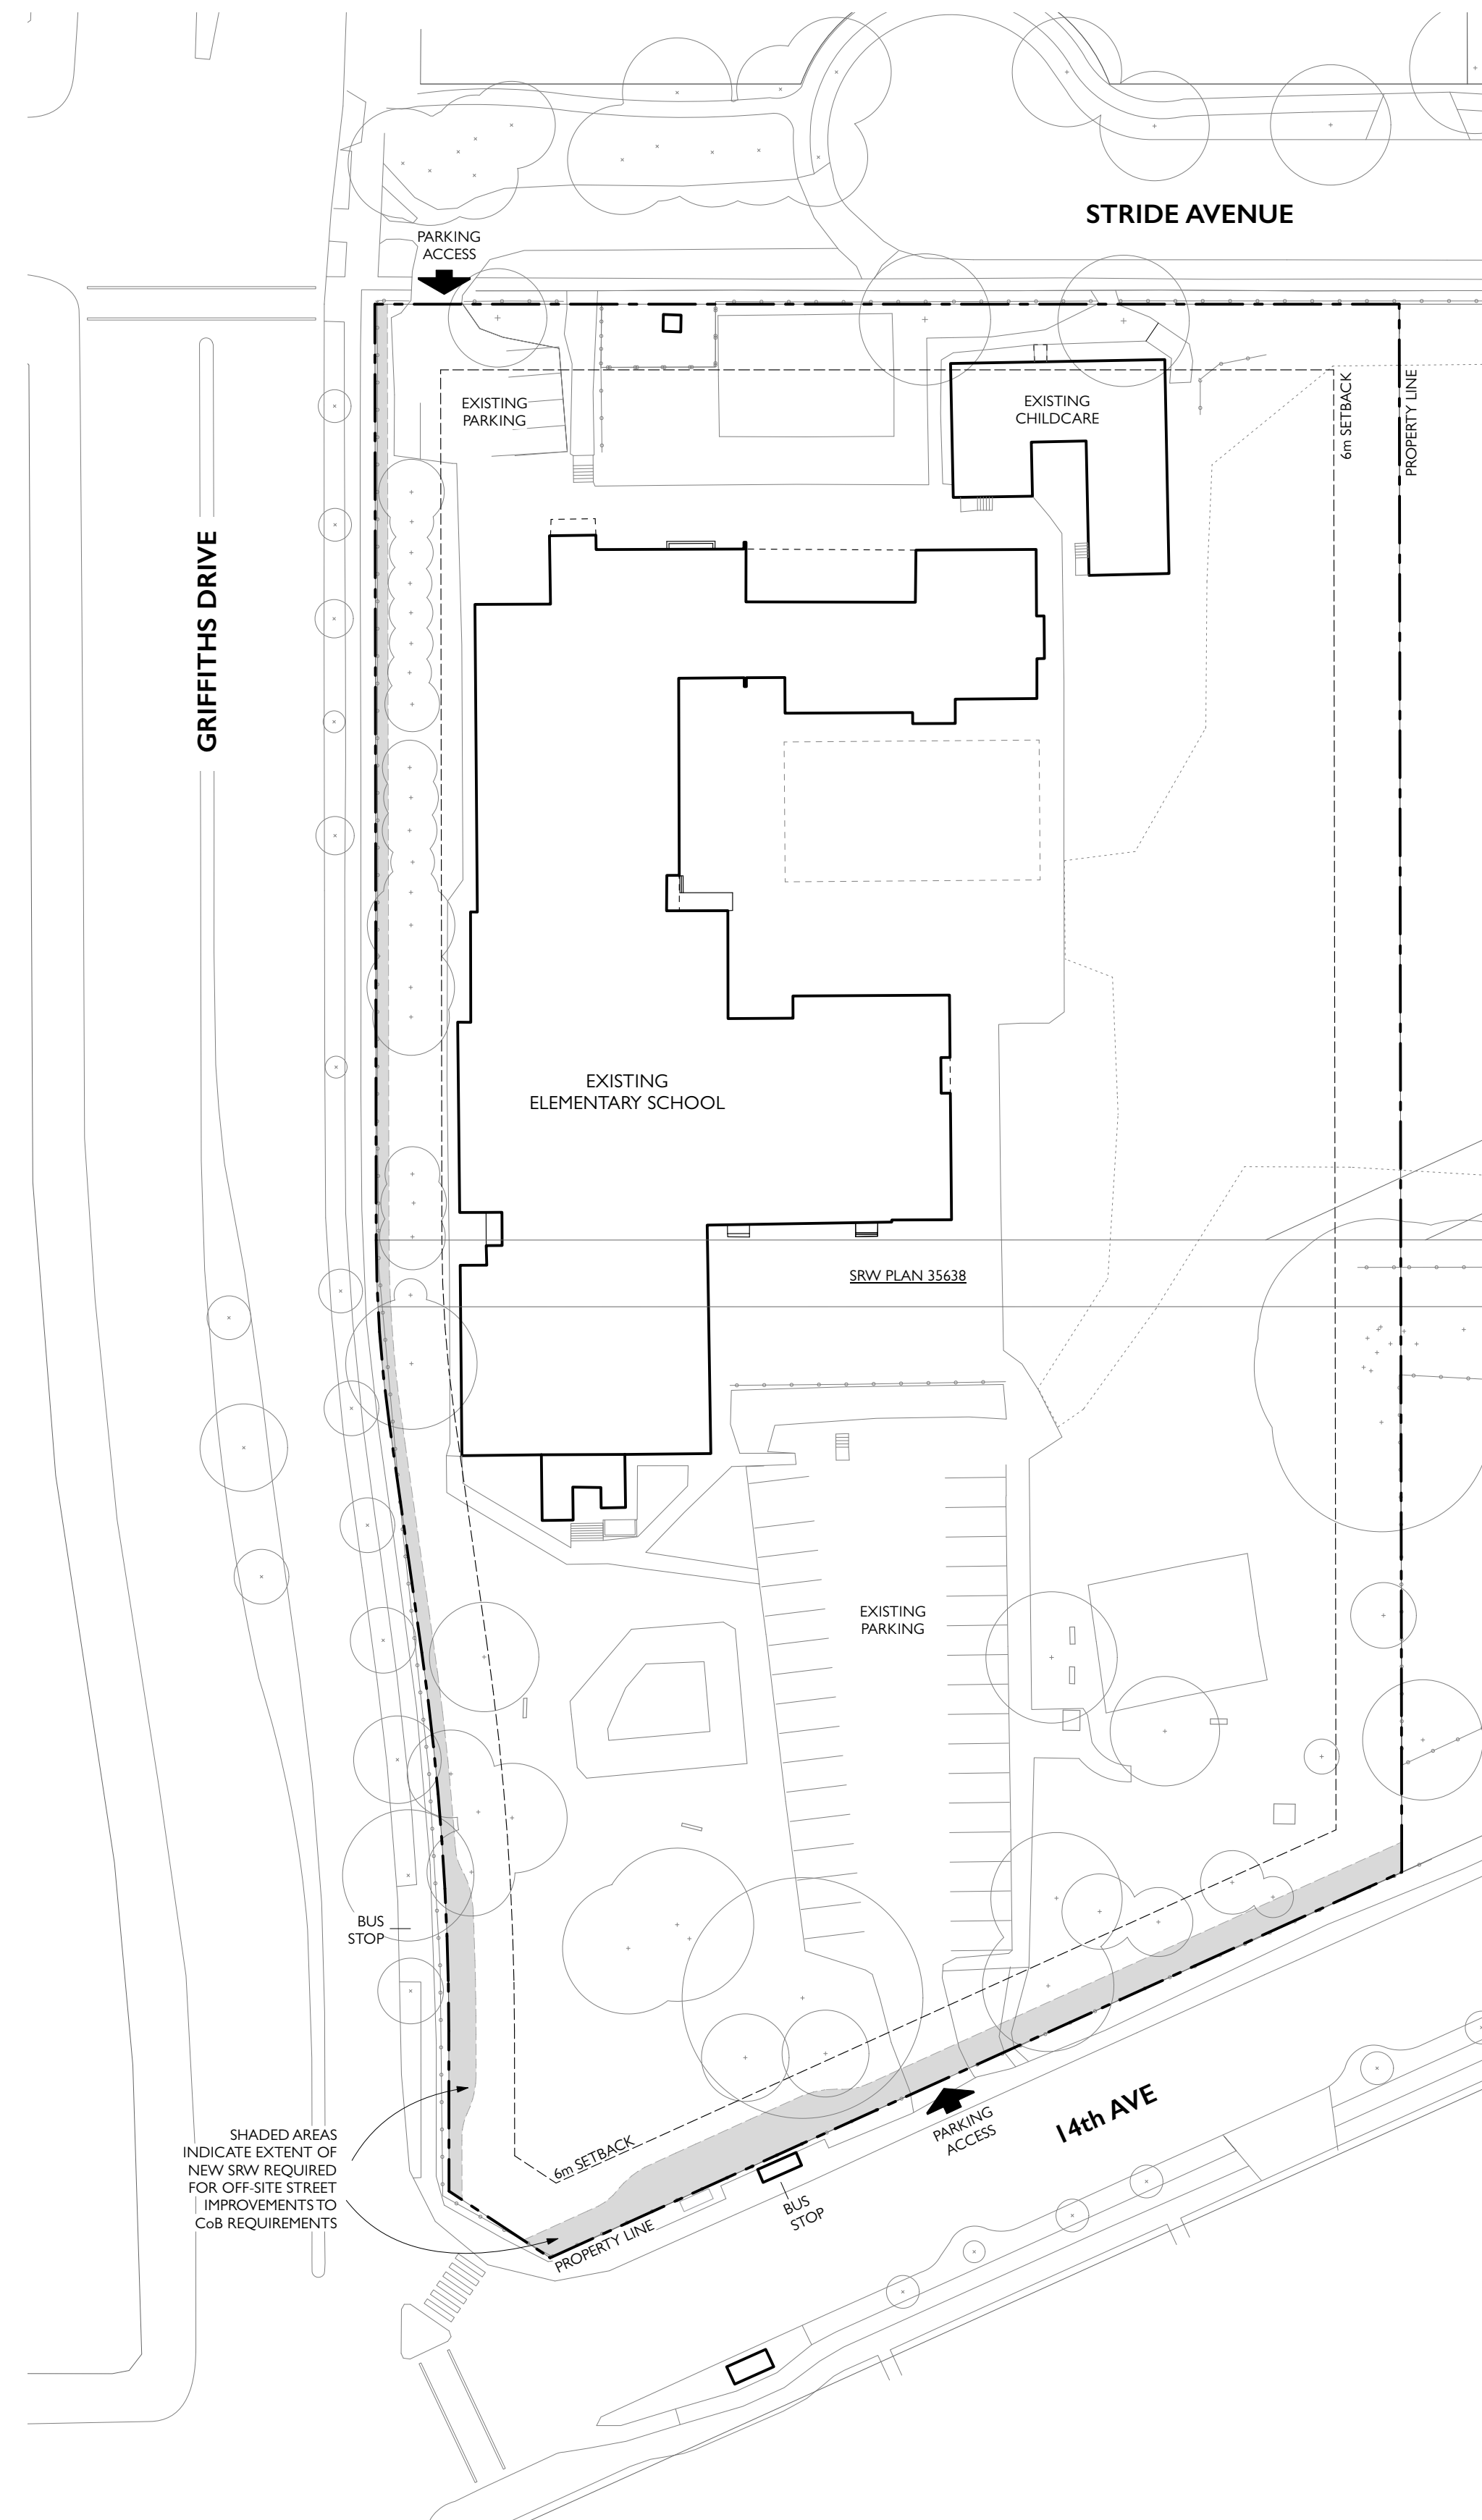 STRIDE AVENUE
PARKING
ACCESS
EXISTING
PARKING
EXISTING
CHILDCARE
6m SETBACK
PROPERTY LINE
GRIFFITHS DRIVE
EXISTING
ELEMENTARY SCHOOL
SRW PLAN 35638
EXISTING
PARKING
BUS
STOP
SHADED AREAS
INDICATE EXTENT OF
NEW SRW REQUIRED
FOR OFF-SITE STREET
IMPROVEMENTS TO
CoB REQUIREMENTS
6m SETBACK
PROPERTY LINE
BUS
STOP
PARKING
ACCESS
14th AVE